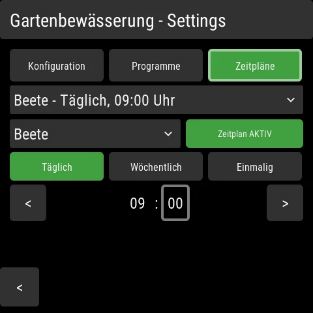 Gartenbewässerung - Settings
Konfiguration Programme Zeitpläne
Beete - Täglich, 09:00 Uhr
Beete Zeitplan AKTIV
Täglich Wöchentlich Einmalig
< 09 : 00 >
<